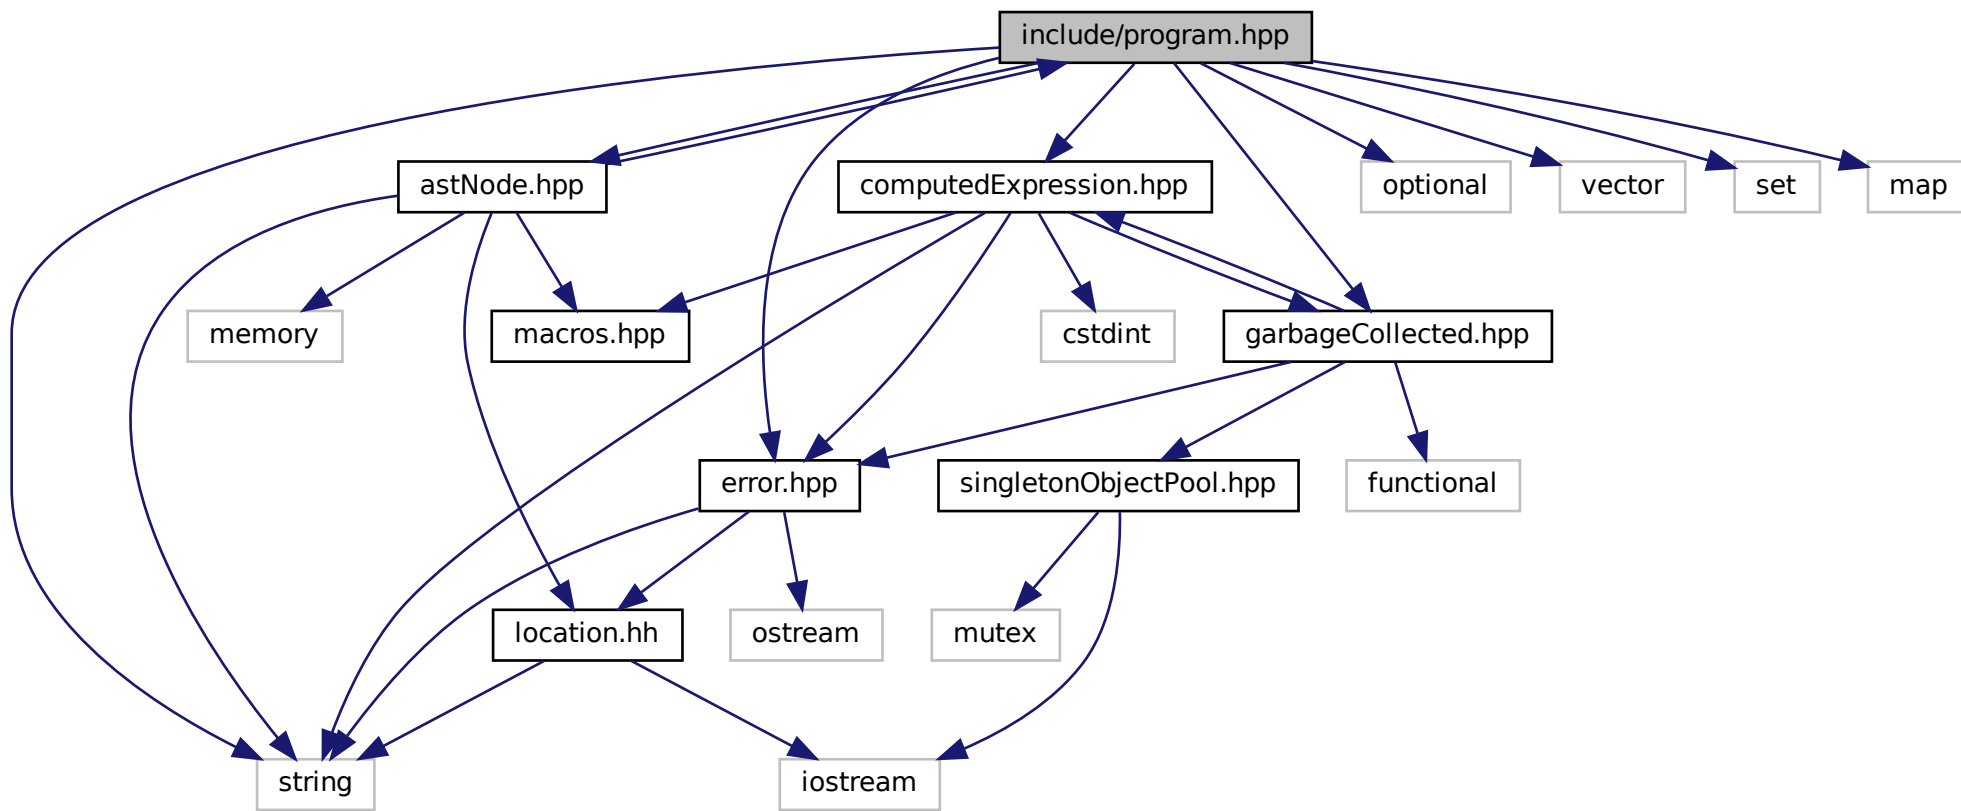 include/program.hpp
astNode.hpp
computedExpression.hpp
optional
vector
set
map
memory
macros.hpp
cstdint
garbageCollected.hpp
error.hpp
singletonObjectPool.hpp
functional
location.hh
ostream
mutex
string
iostream